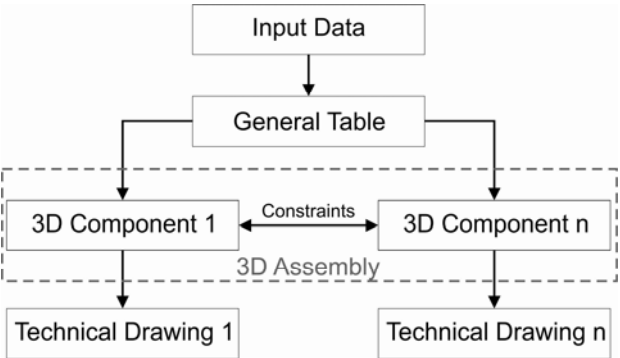 Input Data
General Table
3D Component 1
Constraints
3D Component n
3D Assembly
Technical Drawing 1
Technical Drawing n